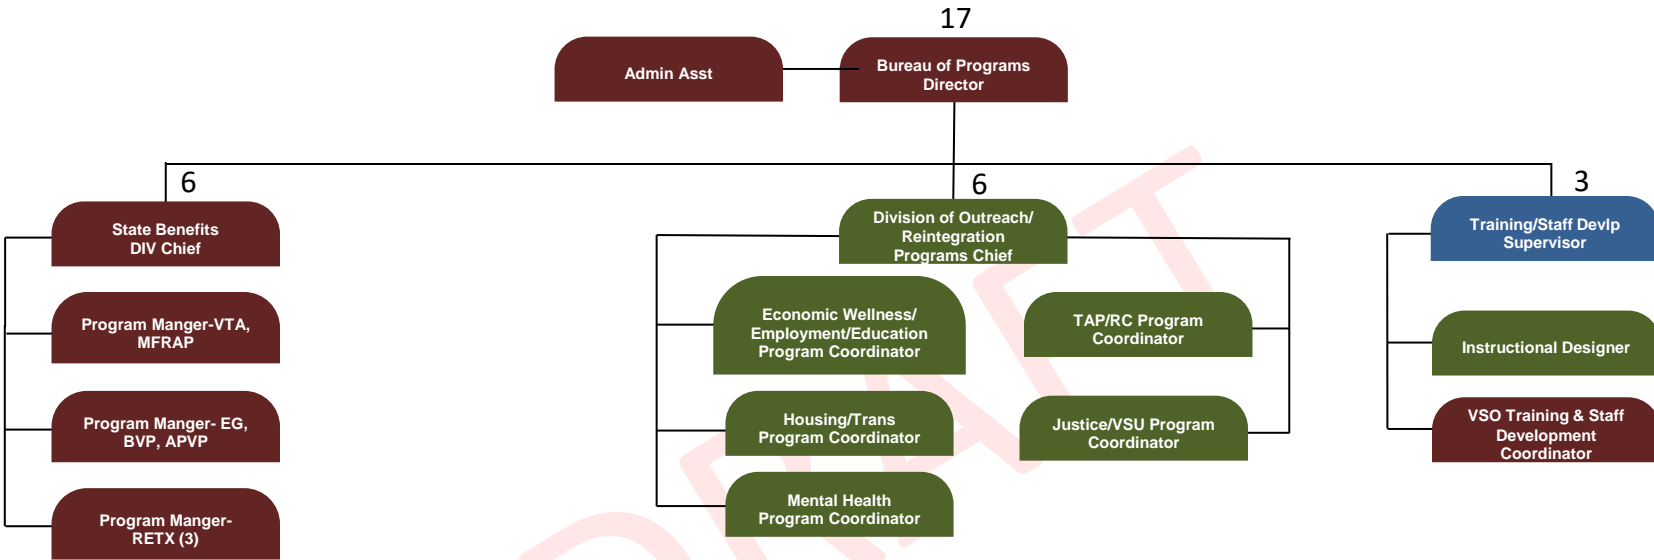 17
Admin Asst
Bureau of Programs
Director
6
State Benefits
DIV Chief
Program Manger-VTA,
MFRAP
Program Manger- EG,
BVP, APVP
Program Manger-
RETX (3)
6
Division of Outreach/
Reintegration
Programs Chief
Economic Wellness/
Employment/Education
Program Coordinator
Housing/Trans
Program Coordinator
Mental Health
Program Coordinator
TAP/RC Program
Coordinator
Justice/VSU Program
Coordinator
3
Training/Staff Devlp
Supervisor
Instructional Designer
VSO Training & Staff
Development
Coordinator
DRAFT